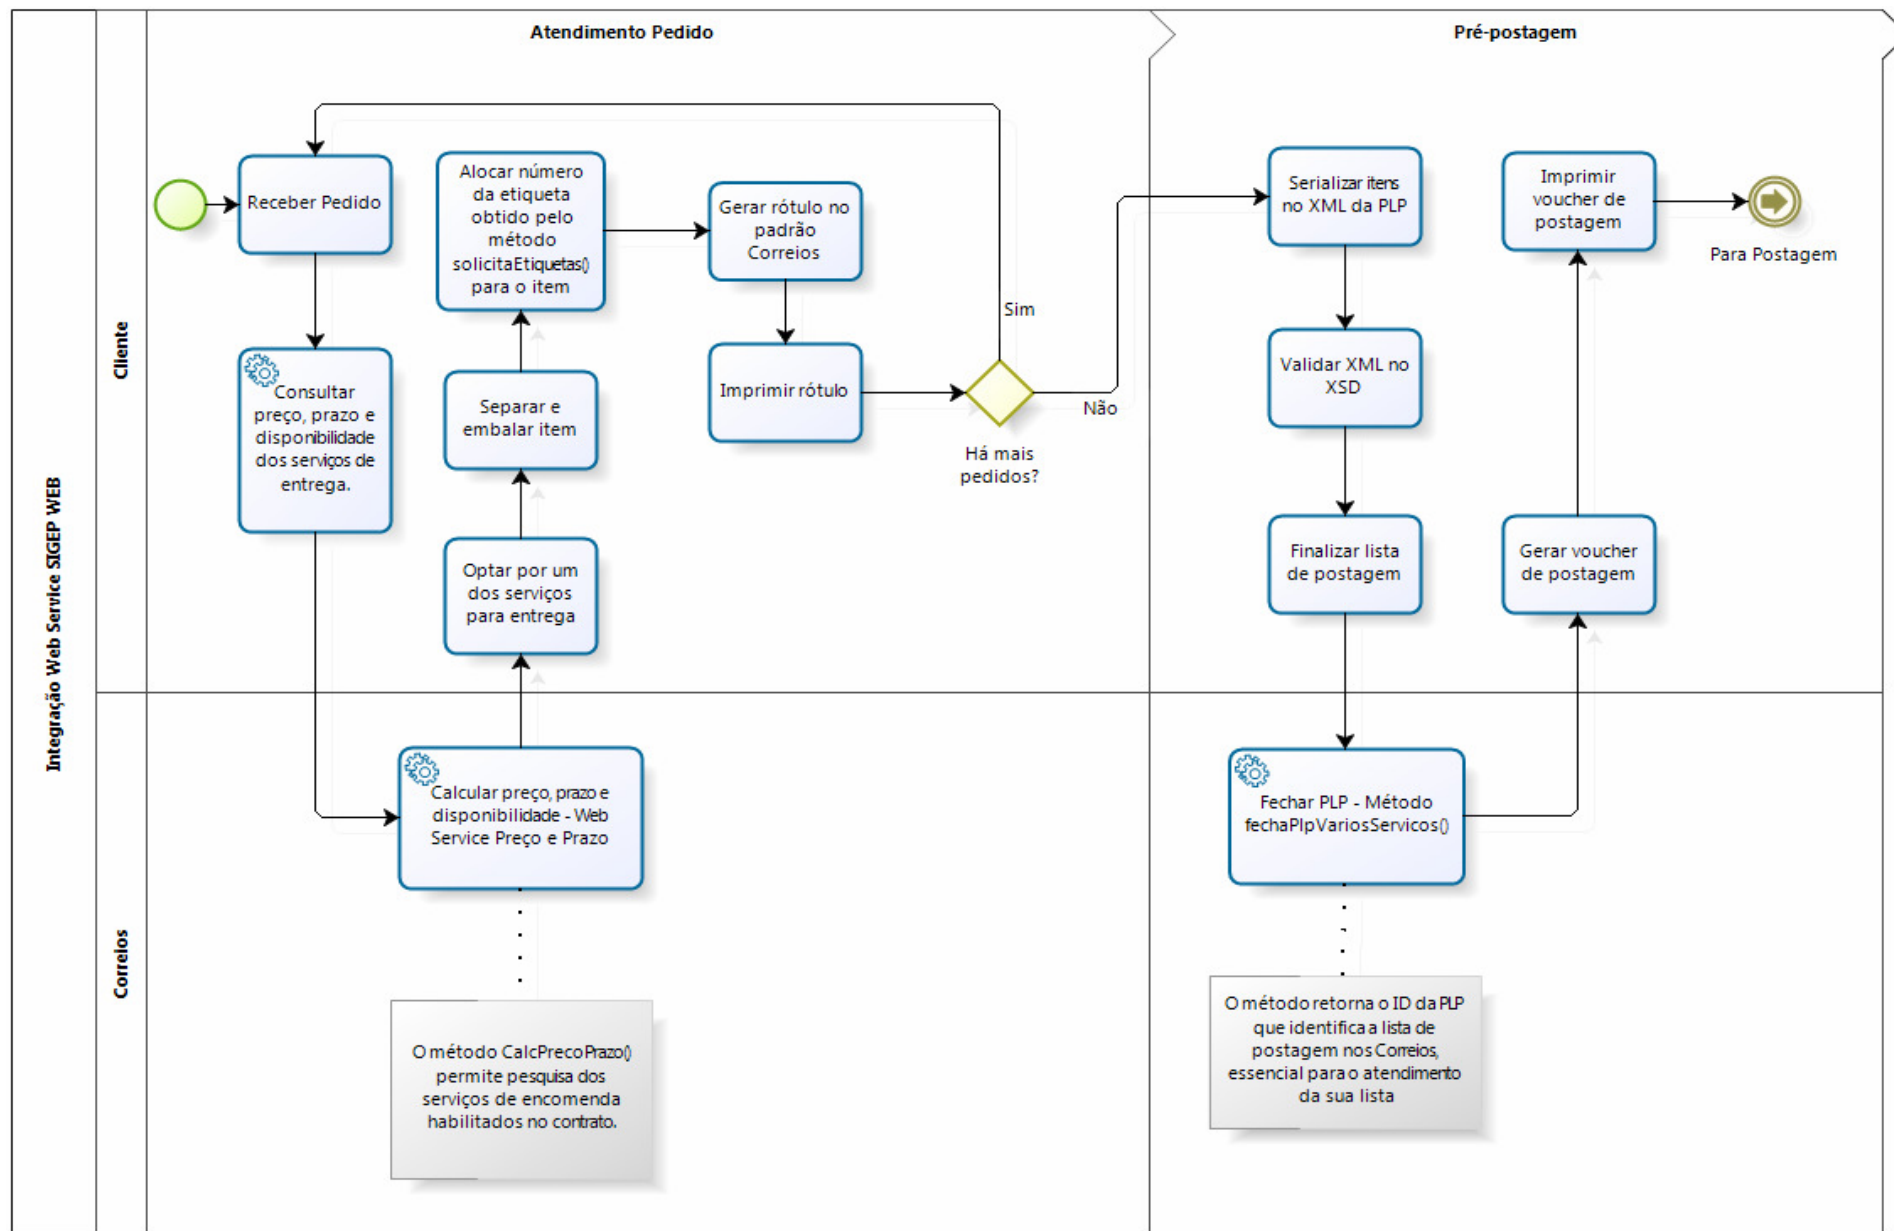 Integração Web Service SIGEP WEB
Atendimento Pedido
Pré-postagem
Cliente
Correios
Receber Pedido
Consultar
preço, prazo e
disponibilidade
dos serviços de
entrega.
Calcular preço, prazo e
disponibilidade - Web
Service Preço e Prazo
O método CalcPrecoPrazo()
permite pesquisa dos
serviços de encomenda
habilitados no contrato.
Optar por um
dos serviços
para entrega
Separar e
embalar item
Alocar número
da etiqueta
obtido pelo
método
solicitaEtiquetas()
para o item
Gerar rótulo no
padrão
Correios
Imprimir rótulo
Há mais
pedidos?
Sim
Não
Serializar itens
no XML da PLP
Validar XML no
XSD
Finalizar lista
de postagem
Fechar PLP - Método
fechaPlpVariosServicos()
O método retorna o ID da PLP
que identifica a lista de
postagem nos Correios,
essencial para o atendimento
da sua lista
Gerar voucher
de postagem
Imprimir
voucher de
postagem
Para Postagem